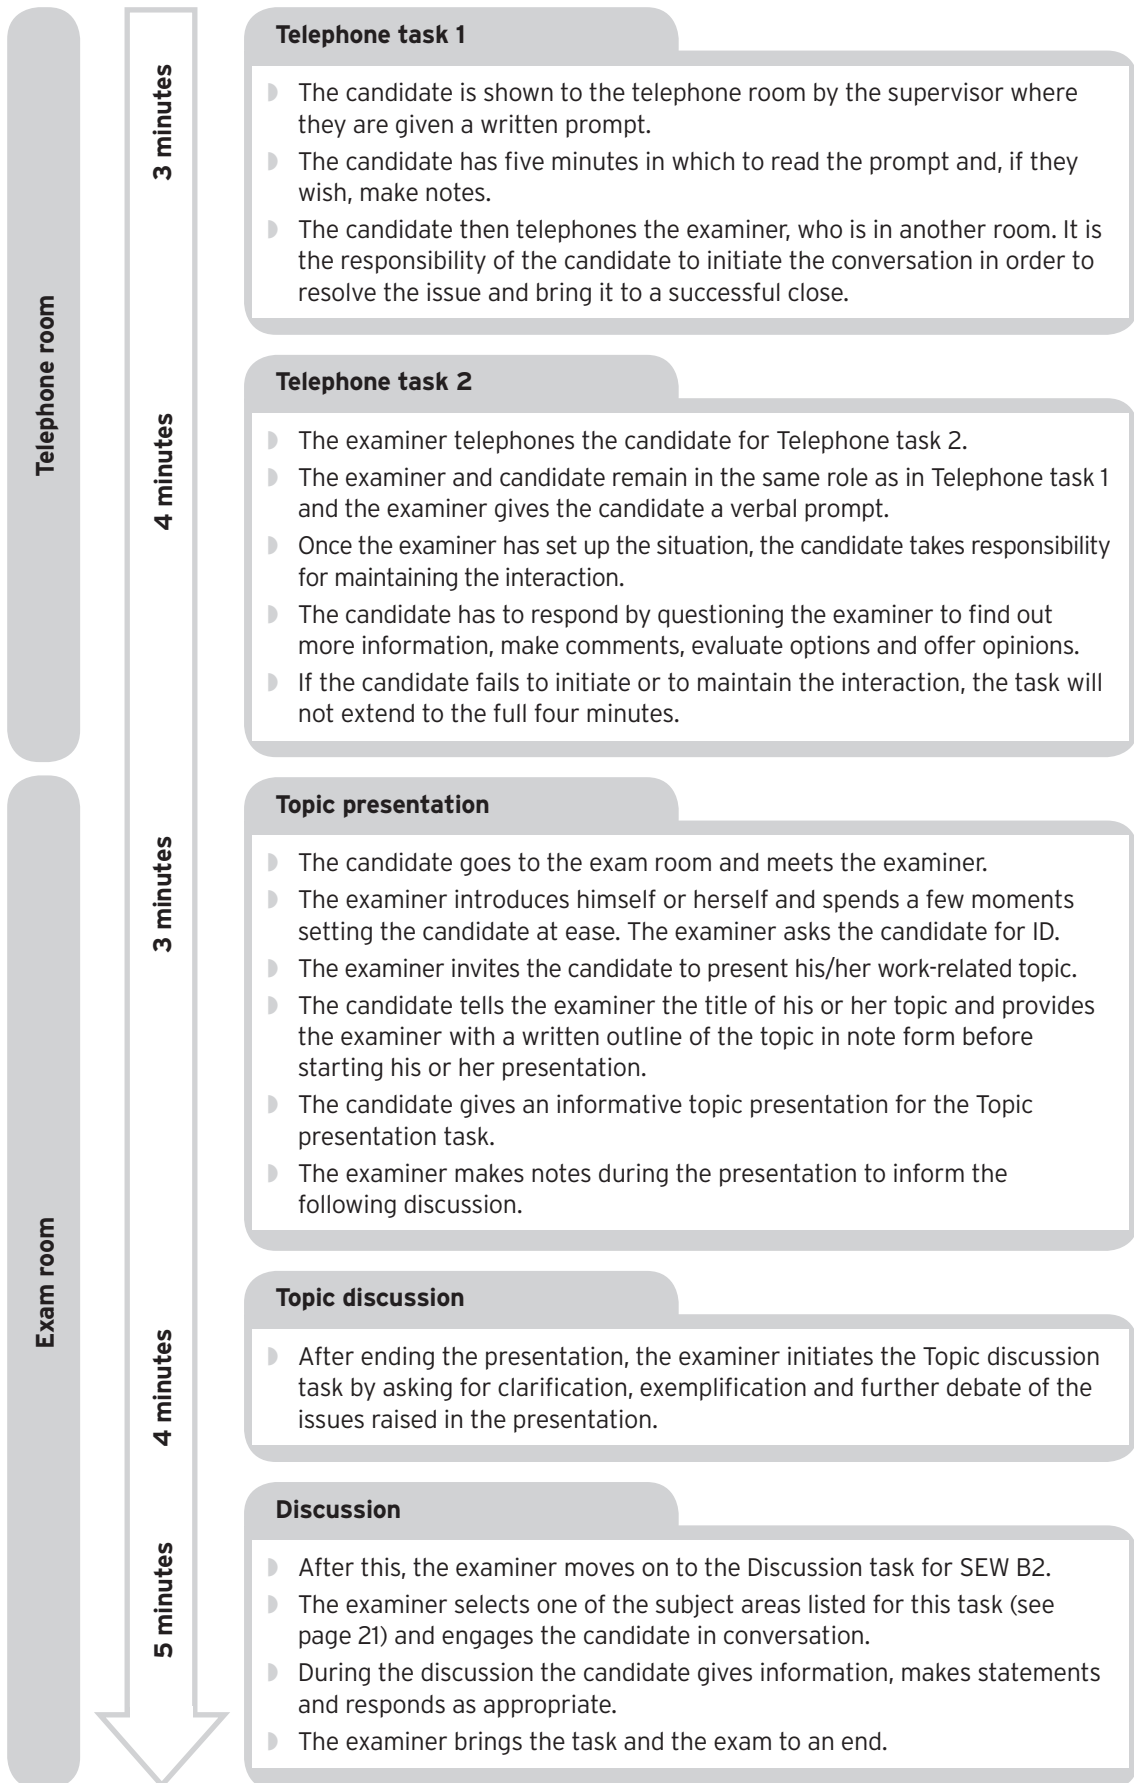 Telephone room
3 minutes
Telephone task 1
The candidate is shown to the telephone room by the supervisor where
they are given a written prompt.
The candidate has five minutes in which to read the prompt and, if they
wish, make notes.
The candidate then telephones the examiner, who is in another room. It is
the responsibility of the candidate to initiate the conversation in order to
resolve the issue and bring it to a successful close.
4 minutes
Telephone task 2
The examiner telephones the candidate for Telephone task 2.
The examiner and candidate remain in the same role as in Telephone task 1
and the examiner gives the candidate a verbal prompt.
Once the examiner has set up the situation, the candidate takes responsibility
for maintaining the interaction.
The candidate has to respond by questioning the examiner to find out
more information, make comments, evaluate options and offer opinions.
If the candidate fails to initiate or to maintain the interaction, the task will
not extend to the full four minutes.
Exam room
3 minutes
Topic presentation
The candidate goes to the exam room and meets the examiner.
The examiner introduces himself or herself and spends a few moments
setting the candidate at ease. The examiner asks the candidate for ID.
The examiner invites the candidate to present his/her work-related topic.
The candidate tells the examiner the title of his or her topic and provides
the examiner with a written outline of the topic in note form before
starting his or her presentation.
The candidate gives an informative topic presentation for the Topic
presentation task.
The examiner makes notes during the presentation to inform the
following discussion.
4 minutes
Topic discussion
After ending the presentation, the examiner initiates the Topic discussion
task by asking for clarification, exemplification and further debate of the
issues raised in the presentation.
5 minutes
Discussion
After this, the examiner moves on to the Discussion task for SEW B2.
The examiner selects one of the subject areas listed for this task (see
page 21) and engages the candidate in conversation.
During the discussion the candidate gives information, makes statements
and responds as appropriate.
The examiner brings the task and the exam to an end.